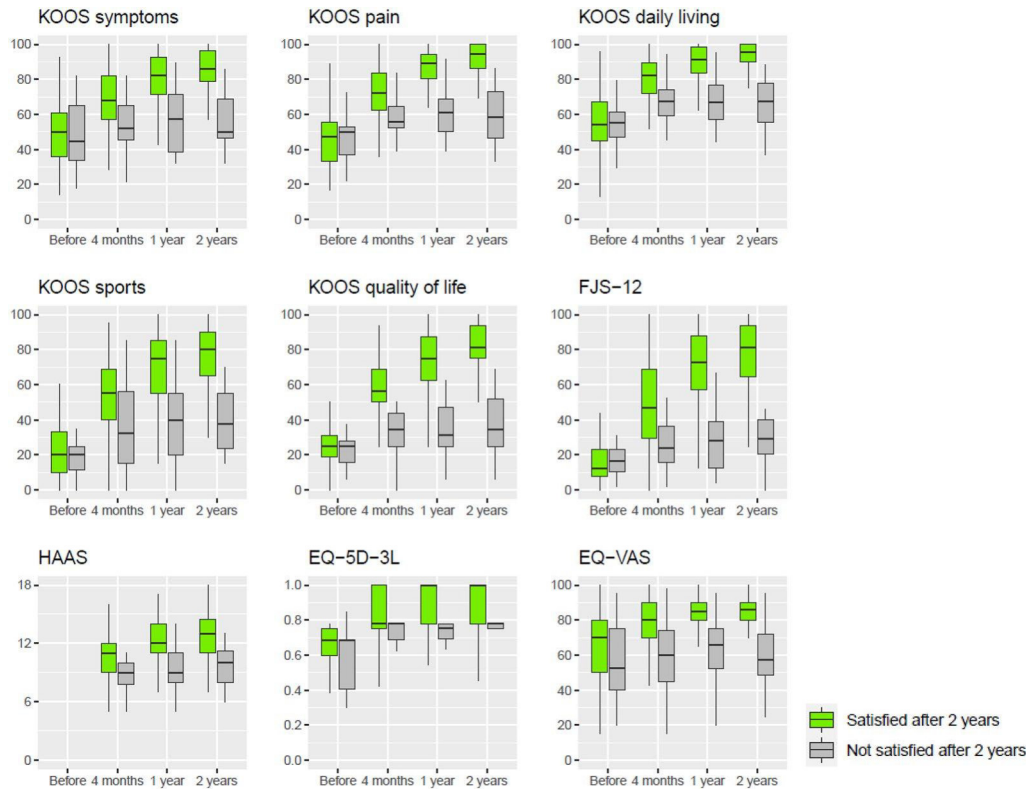 KOOS symptoms KOOS pain KOOS daily living
100 100 100
80 80 80
60 60 60
40 40 40
20 20 20
0 0 0
Before 4 months 1 year 2 years Before 4 months 1 year 2 years Before 4 months 1 year 2 years
KOOS sports KOOS quality of life FJS−12
100 100 100
80 80 80
60 60 60
40 40 40
20 20 20
0 0 0
Before 4 months 1 year 2 years Before 4 months 1 year 2 years Before 4 months 1 year 2 years
HAAS EQ−5D−3L EQ−VAS
18 1.0 100
12 0.8 80
6 0.6 60
0 0.4 40
0.2 20
0.0 0
Before 4 months 1 year 2 years Before 4 months 1 year 2 years Before 4 months 1 year 2 years
Satisfied after 2 years
Not satisfied after 2 years